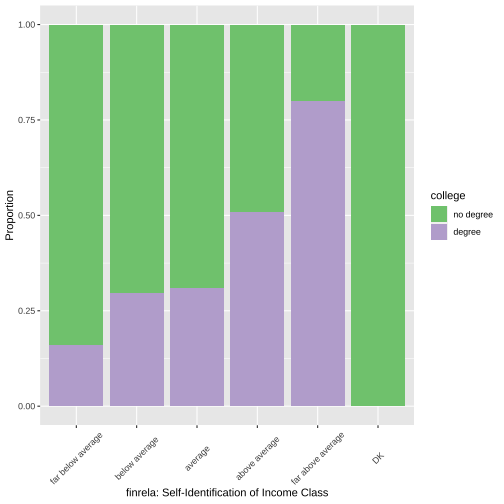 1.00
0.75
0.50
0.25
0.00
Proportion
far below average
below average
average
above average
far above average
DK
finrela: Self-Identification of Income Class
college
no degree
degree